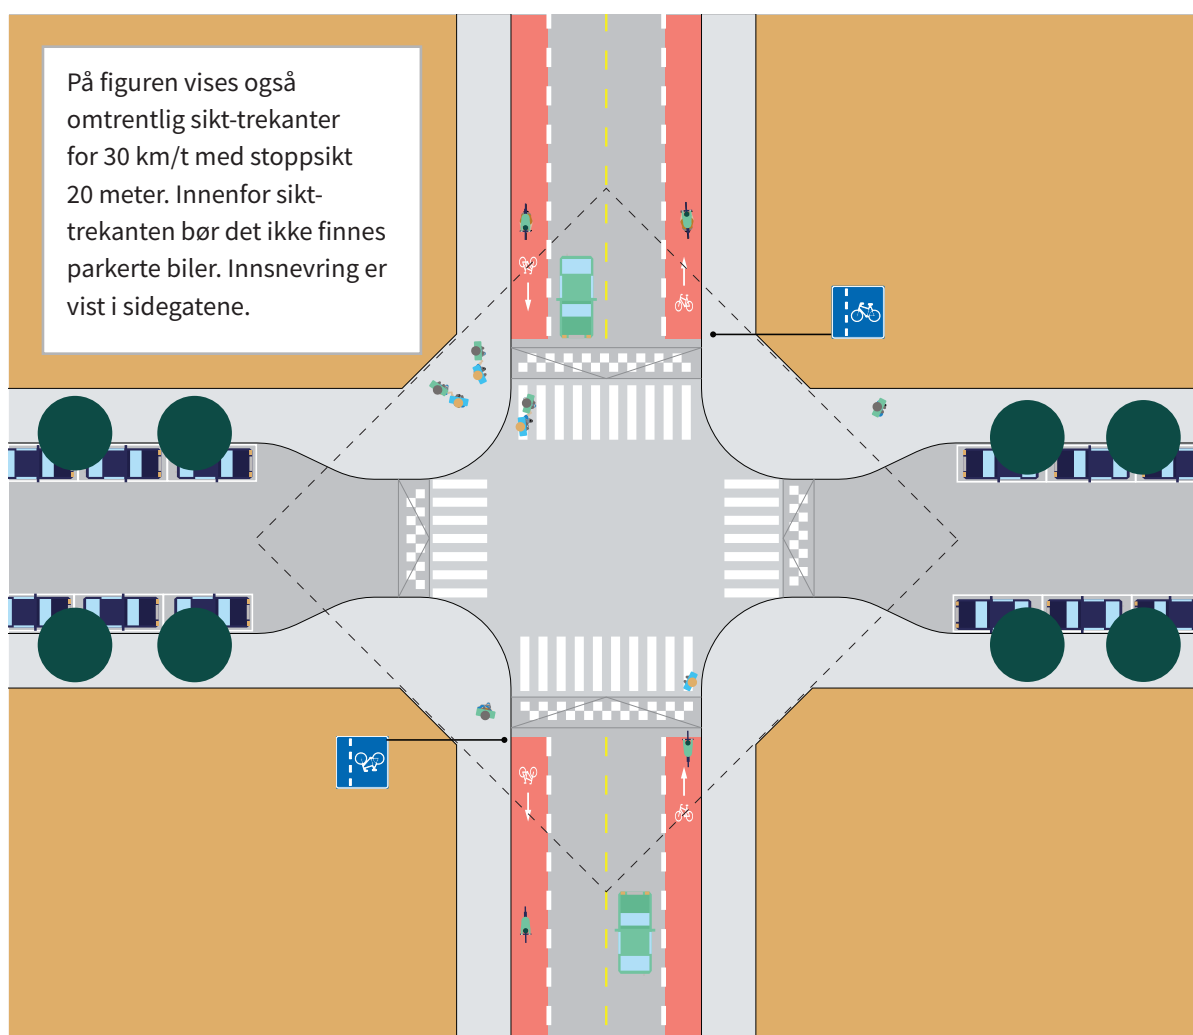 På figuren vises også
omtrentlig sikt-trekanter
for 30 km/t med stoppsikt
20 meter. Innenfor sikt-
trekanten bør det ikke finnes
parkerte biler. Innsnevring er
vist i sidegatene.